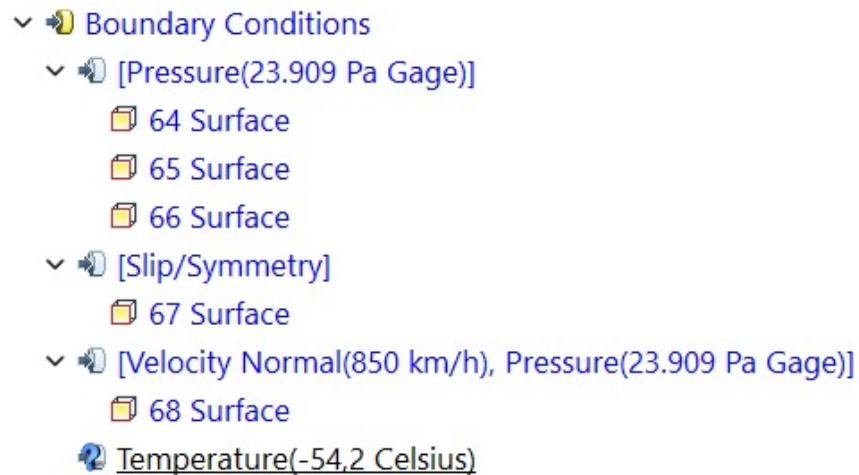 Boundary Conditions
[Pressure(23.909 Pa Gage)]
64 Surface
65 Surface
66 Surface
[Slip/Symmetry]
67 Surface
[Velocity Normal(850 km/h), Pressure(23.909 Pa Gage)]
68 Surface
Temperature(-54,2 Celsius)